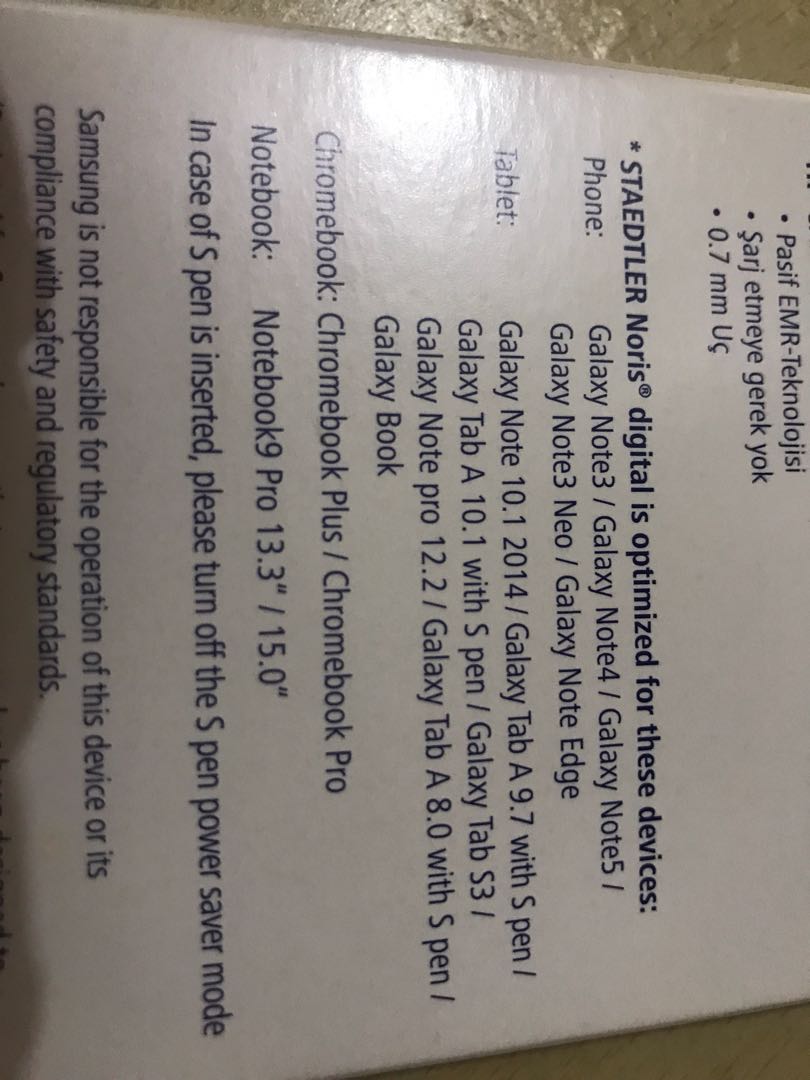 • Pasif EMR-Teknolojisi
• Şarj etmeye gerek yok
• 0.7 mm Uç
* STAEDTLER Noris® digital is optimized for these devices:
Phone: Galaxy Note3 / Galaxy Note4 / Galaxy Note5 /
Galaxy Note3 Neo / Galaxy Note Edge
Tablet: Galaxy Note 10.1 2014 / Galaxy Tab A 9.7 with S pen /
Galaxy Tab A 10.1 with S pen / Galaxy Tab S3 /
Galaxy Note pro 12.2 / Galaxy Tab A 8.0 with S pen /
Galaxy Book
Chromebook: Chromebook Plus / Chromebook Pro
Notebook: Notebook9 Pro 13.3“ / 15.0“
In case of S pen is inserted, please turn off the S pen power saver mode
Samsung is not responsible for the operation of this device or its
compliance with safety and regulatory standards.